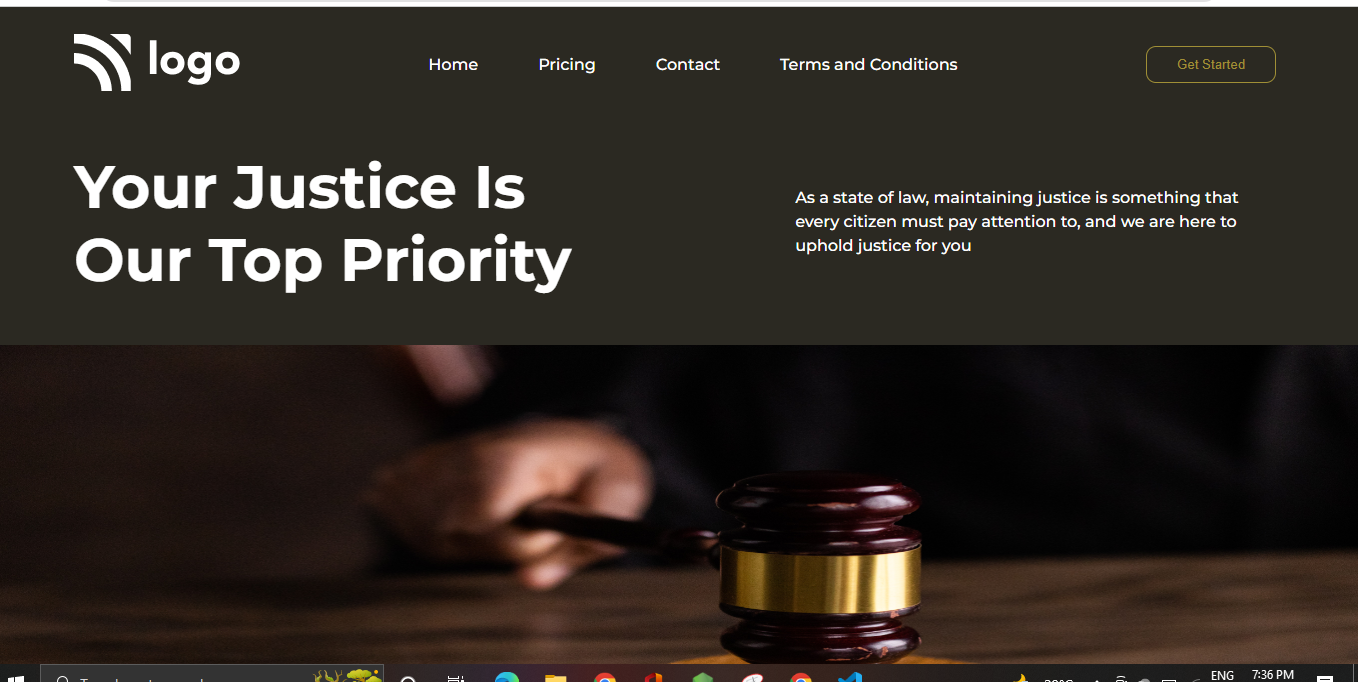 logo
Home
Pricing
Contact
Terms and Conditions
Get Started
Your Justice Is
Our Top Priority
As a state of law, maintaining justice is something that
every citizen must pay attention to, and we are here to
uphold justice for you
ENG
7:36 PM